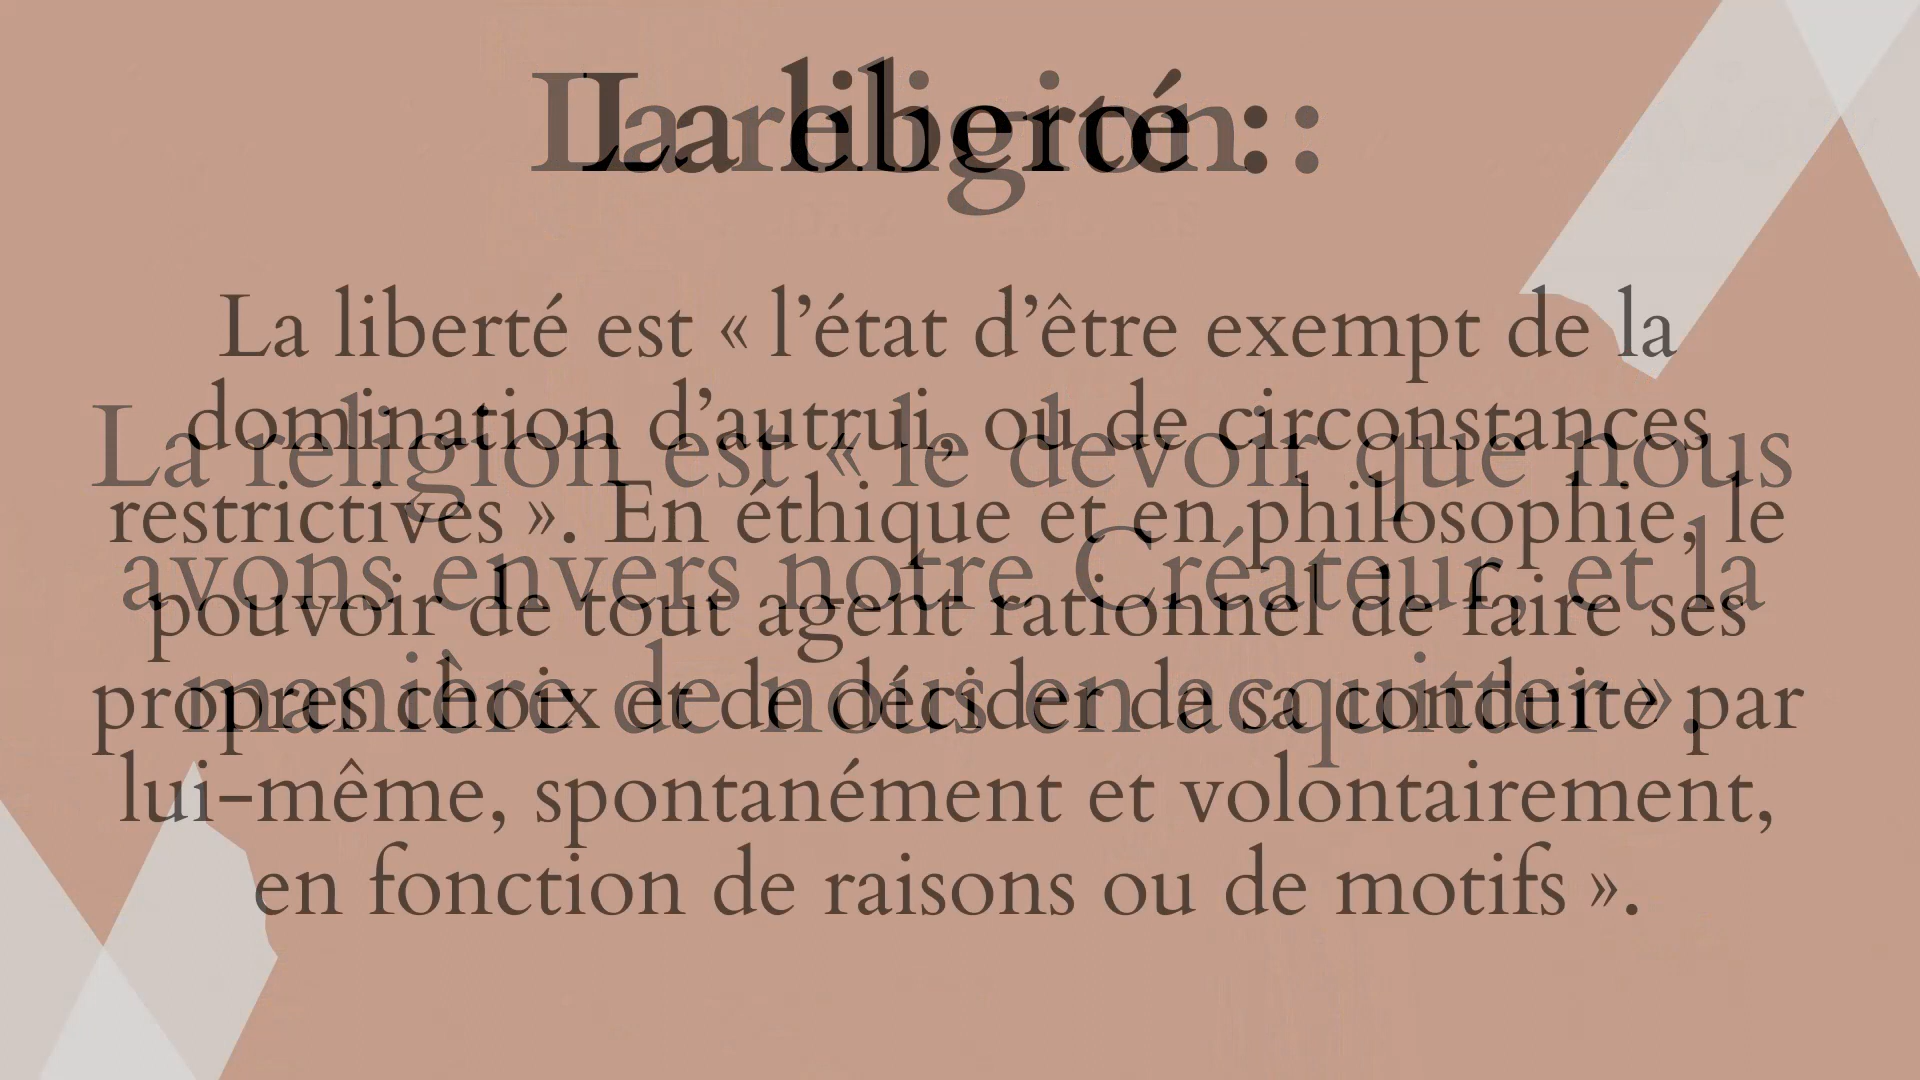 La liberté :
La liberté est « l’état d’être exempt de la
domination d’autrui, ou de circonstances
restrictives ». En éthique et en philosophie, le
pouvoir de tout agent rationnel de faire ses
propres choix et de décider de sa conduite par
lui-même, spontanément et volontairement,
en fonction de raisons ou de motifs ».
La religion :
La religion est « le devoir que nous
avons envers notre Créateur, et la
manière de nous en acquitter ».